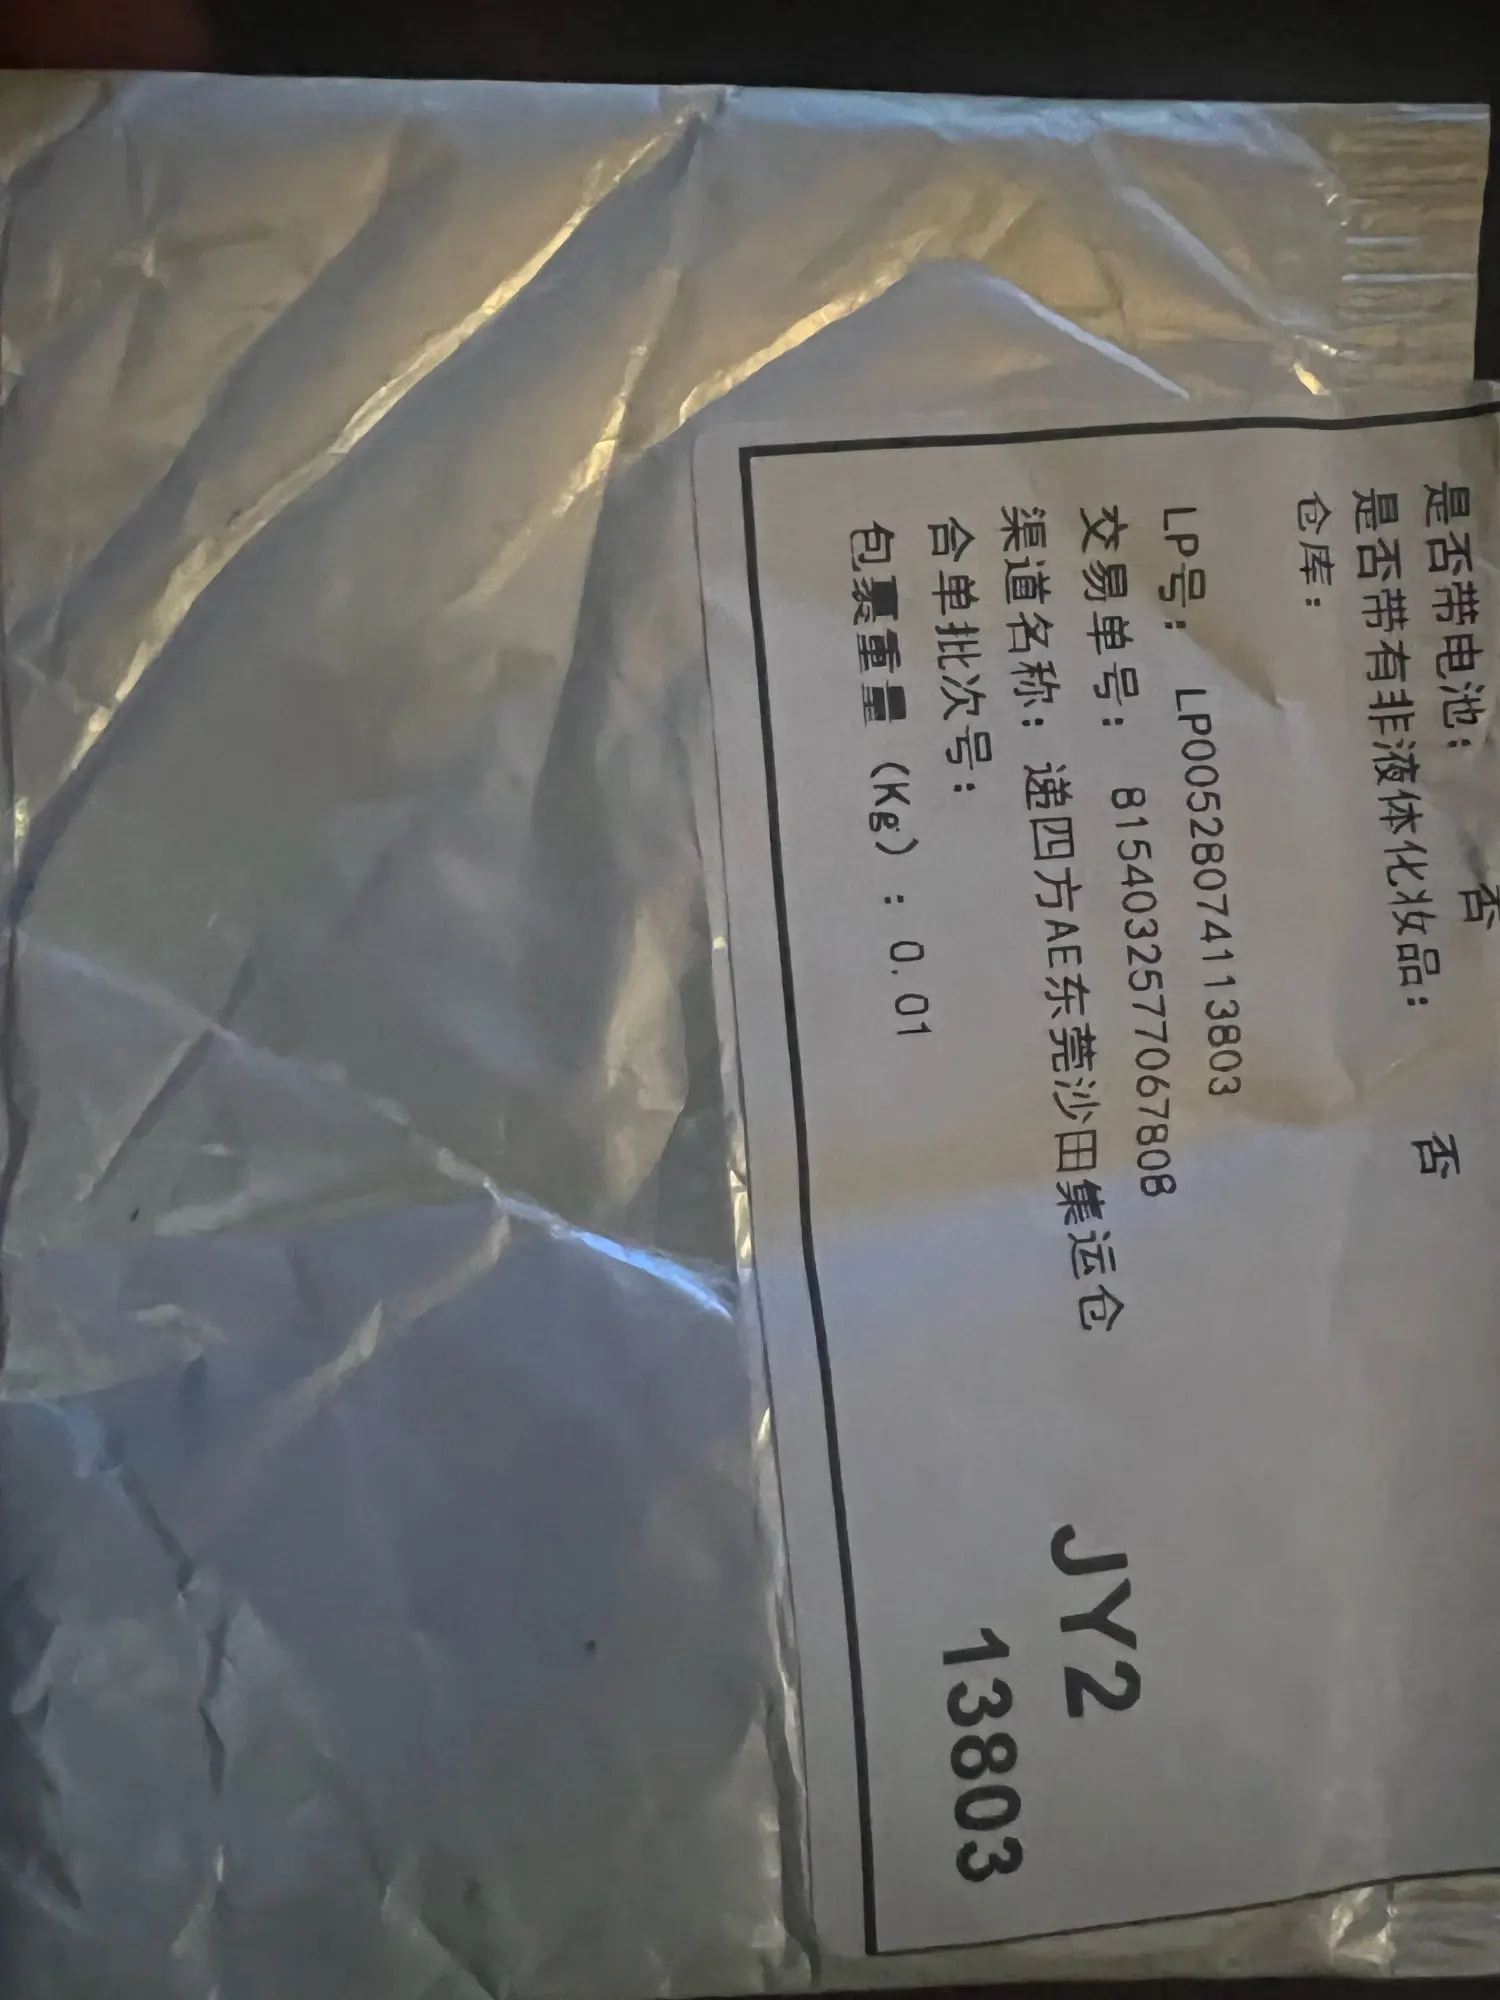 是否带电池： 否
是否带有非液体化妆品： 否
仓库：
LP号： LP00528074113803
交易单号： 8154032577067808
渠道名称：递四方AE东莞沙田集运仓
合单批次号：
包裹重量（Kg）：0.01
JY2
13803